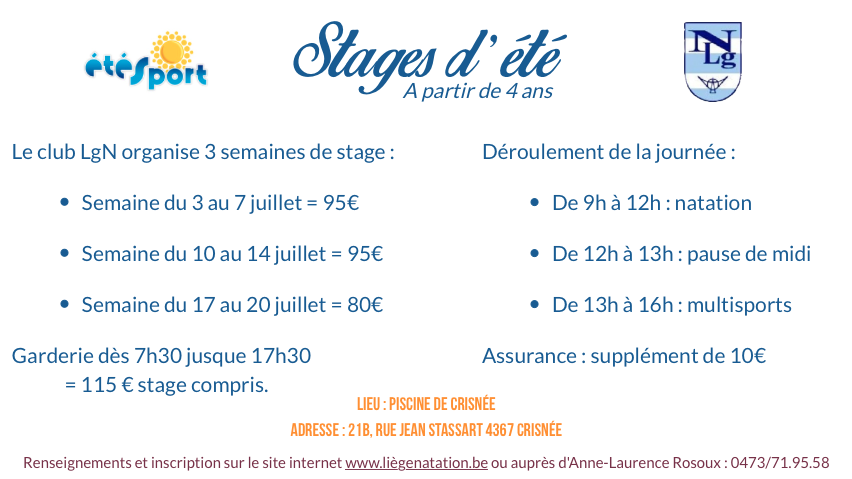 étéSport
Stages d'été
A partir de 4 ans
NLg
Le club LgN organise 3 semaines de stage :
• Semaine du 3 au 7 juillet = 95€
• Semaine du 10 au 14 juillet = 95€
• Semaine du 17 au 20 juillet = 80€
Garderie dès 7h30 jusque 17h30
= 115 € stage compris.
Déroulement de la journée :
• De 9h à 12h : natation
• De 12h à 13h : pause de midi
• De 13h à 16h : multisports
Assurance : supplément de 10€
LIEU : PISCINE DE CRISNÉE
ADRESSE : 21B, RUE JEAN STASSART 4367 CRISNÉE
Renseignements et inscription sur le site internet www.liègenatation.be ou auprès d'Anne-Laurence Rosoux : 0473/71.95.58